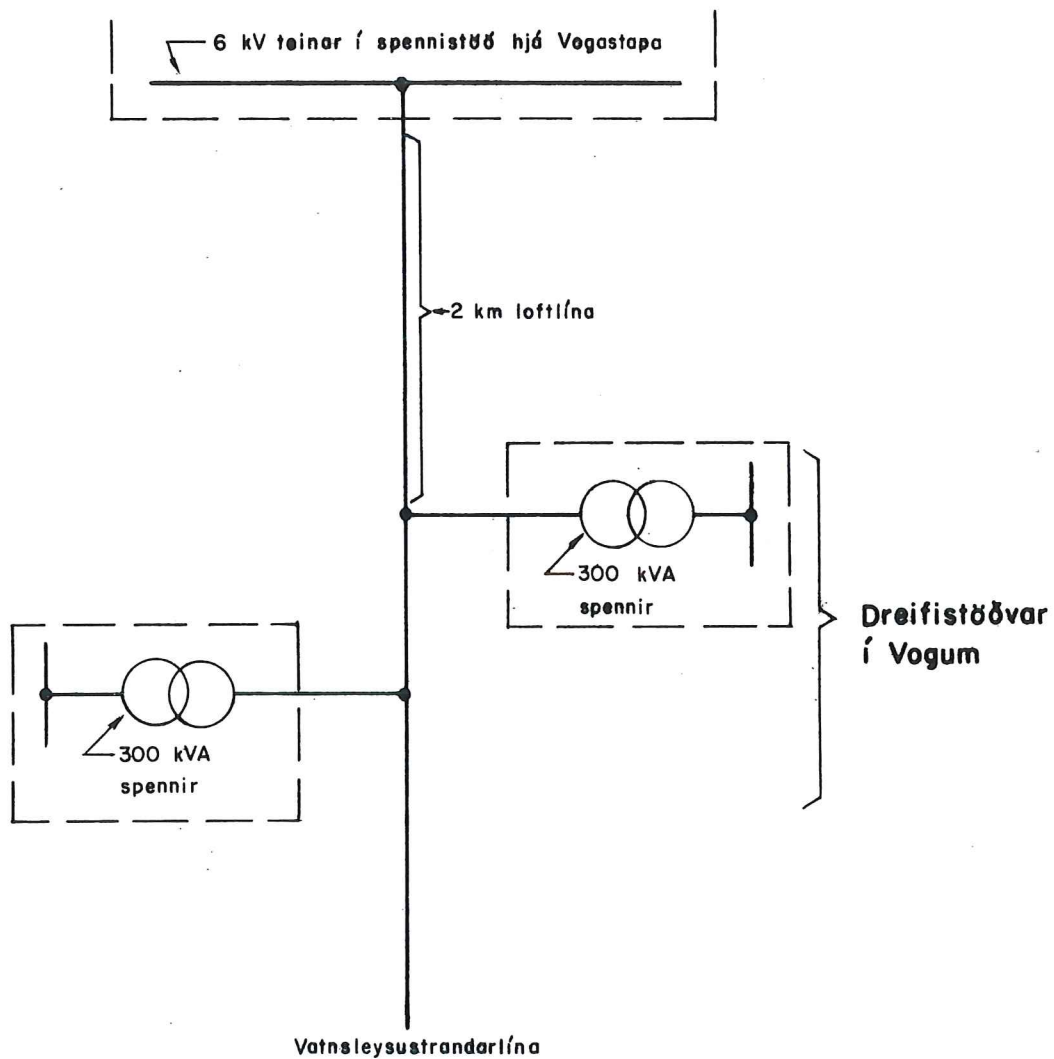 6 kV teinar í spennistöð hjá Vogastapa
2 km loftlína
300 kVA
spennir
Dreifistöðvar
í Vogum
300 kVA
spennir
Vatnsleysustrandarlína